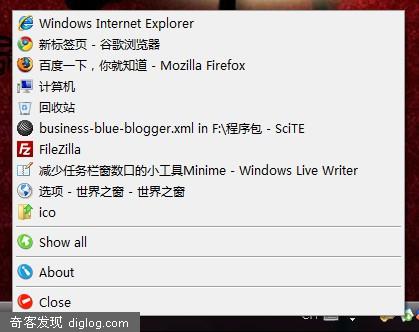 Windows Internet Explorer
新标签页 - 谷歌浏览器
百度一下，你就知道 - Mozilla Firefox
计算机
回收站
business-blue-blogger.xml in F:\程序包 - SciTE
FileZilla
减少任务栏窗数口的小工具Minime - Windows Live Writer
选项 - 世界之窗 - 世界之窗
ico
Show all
About
Close
奇客发现 diglog.com